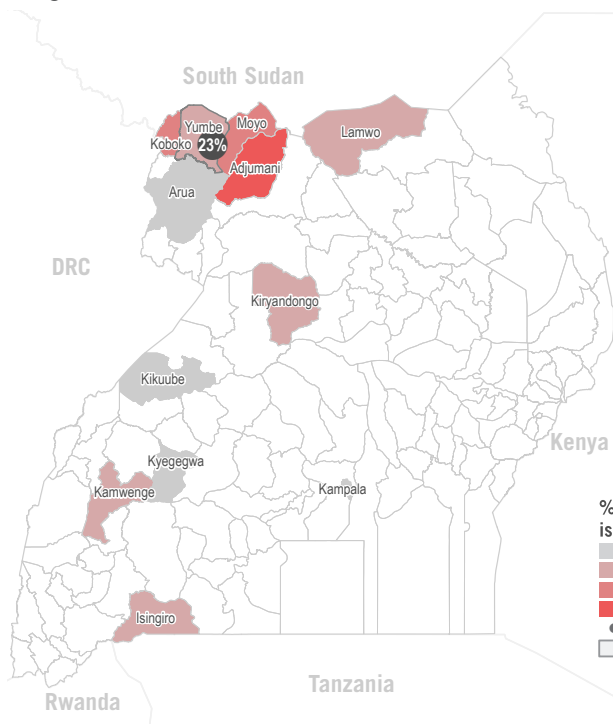 South Sudan
Yumbe
Moyo
Koboko
23%
Lamwo
Adjumani
Arua
DRC
Kiryandongo
Kikuube
Kenya
Kyegegwa
Kamwenge
Kampala
%
is
Isingiro
Tanzania
Rwanda